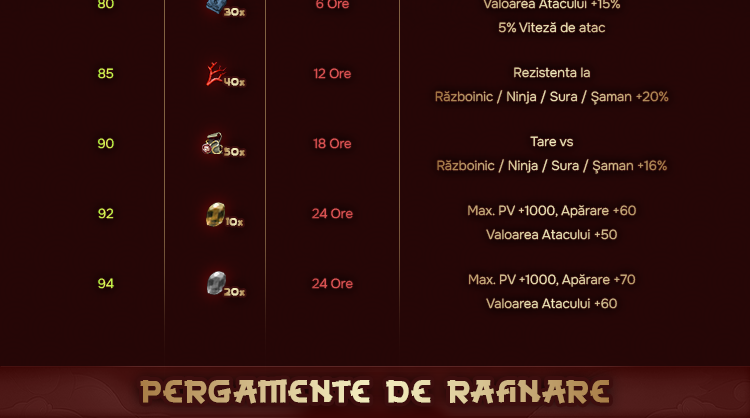 80 30x 6 Ore Valoarea Atacului +15%
5% Viteză de atac
85 40x 12 Ore Rezistenta la
Războinic / Ninja / Sura / Șaman +20%
90 50x 18 Ore Tare vs
Războinic / Ninja / Sura / Șaman +16%
92 10x 24 Ore Max. PV +1000, Apărare +60
Valoarea Atacului +50
94 20x 24 Ore Max. PV +1000, Apărare +70
Valoarea Atacului +60
PERGAMENTE DE RAFINARE